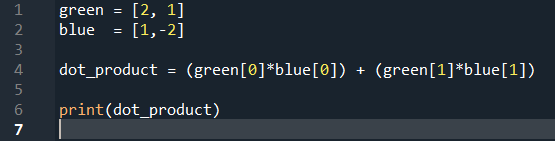 1 green = [2, 1]
2 blue  = [1,-2]
3
4 dot_product = (green[0]*blue[0]) + (green[1]*blue[1])
5
6 print(dot_product)
7